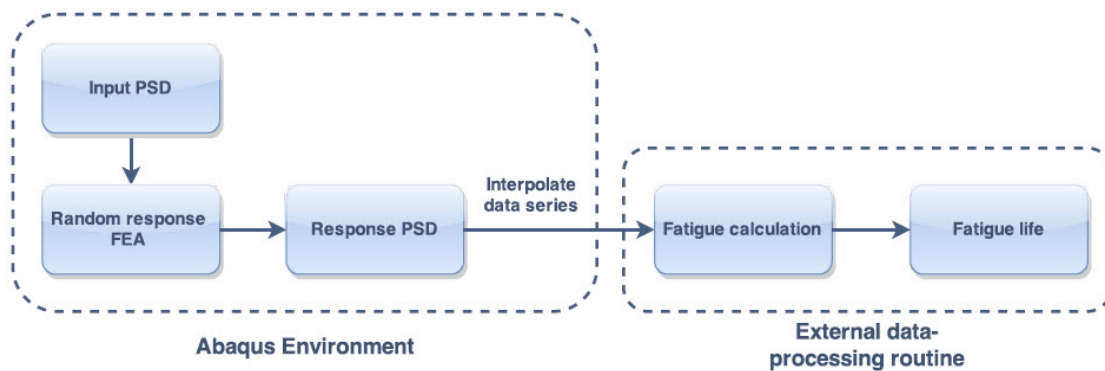 Input PSD
Random response
FEA
Response PSD
Interpolate
data series
Fatigue calculation
Fatigue life
Abaqus Environment
External data-
processing routine